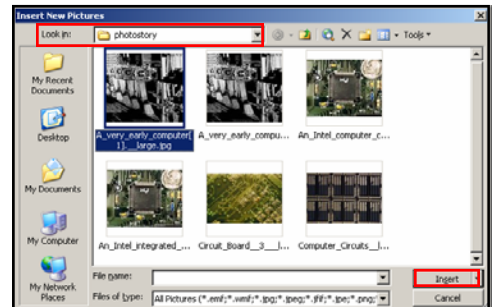 Insert New Pictures
Look in: photostory Tools
My Recent
Documents
Desktop
My Documents
My Computer
My Network
Places
A_very_early_computer[
1].__large.jpg
A_very_early_compu...
An_Intel_computer_c...
An_Intel_integrated_...
Circuit_Board__3___l...
Computer_Circuits__l...
File name:
Insert
Files of type: All Pictures (*.emf;*.wmf;*.jpg;*.jpeg;*.jfif;*.jpe;*.png;
Cancel